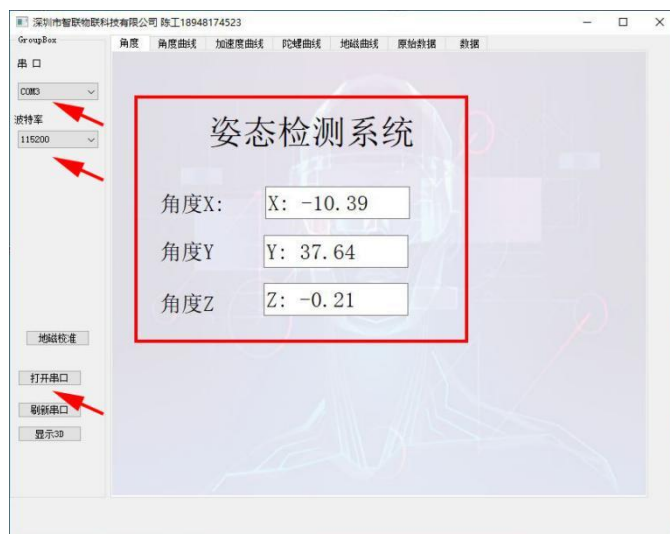 深圳市智联物联科技有限公司 陈工18948174523
GroupBox
角度 角度曲线 加速度曲线 陀螺曲线 地磁曲线 原始数据 数据
串口
COM3
波特率
115200
姿态检测系统
角度X: X: -10.39
角度Y Y: 37.64
角度Z Z: -0.21
地磁校准
打开串口
刷新串口
显示3D